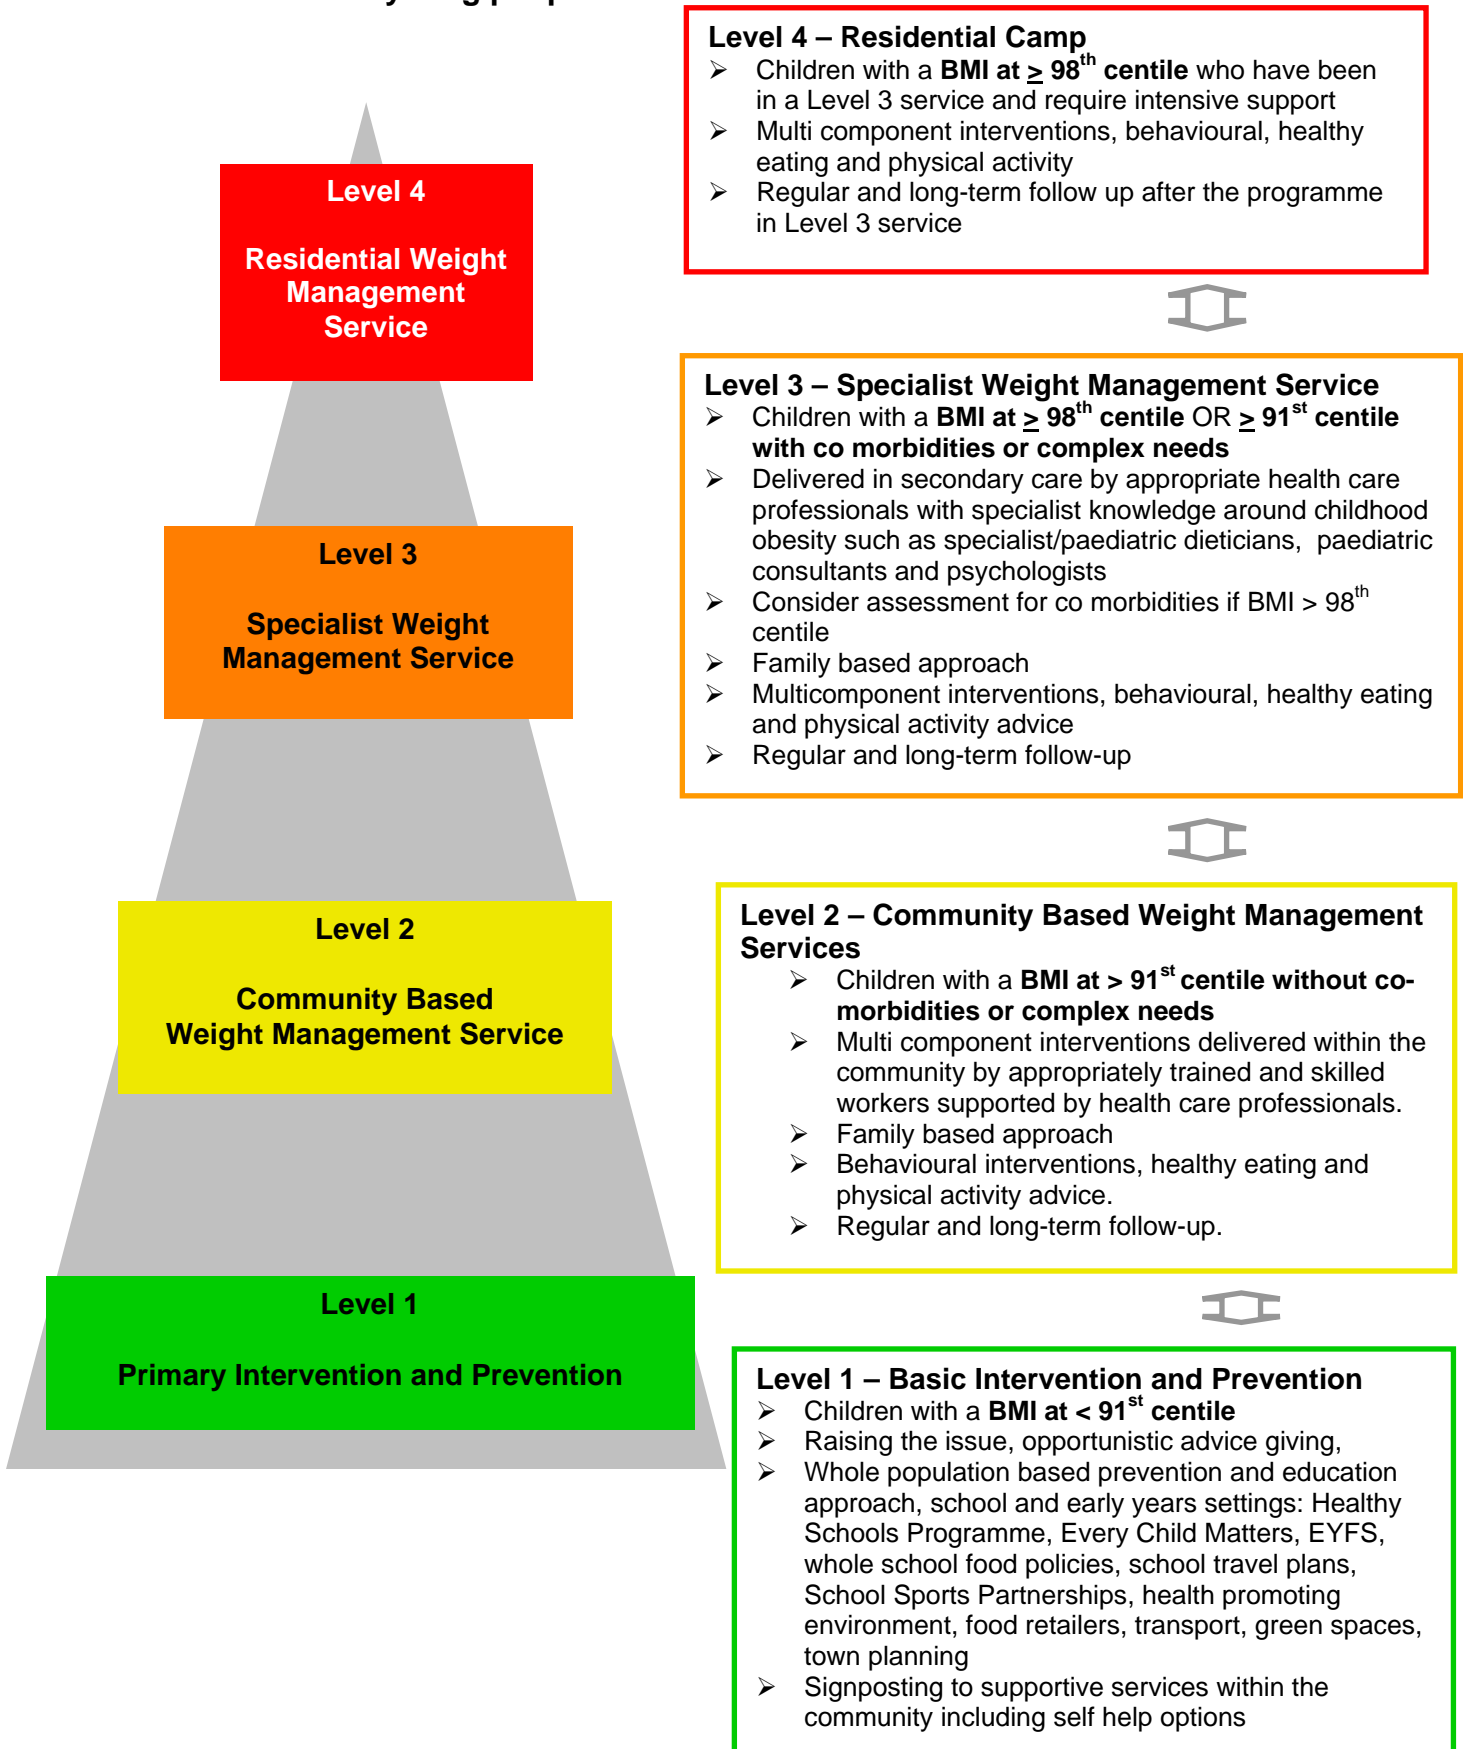 Level 4
Residential Weight
Management
Service
Level 3
Specialist Weight
Management Service
Level 2
Community Based
Weight Management Service
Level 1
Primary Intervention and Prevention
Level 4 – Residential Camp
➢ Children with a BMI at ≥ 98th centile who have been
in a Level 3 service and require intensive support
➢ Multi component interventions, behavioural, healthy
eating and physical activity
➢ Regular and long-term follow up after the programme
in Level 3 service
Level 3 – Specialist Weight Management Service
➢ Children with a BMI at ≥ 98th centile OR ≥ 91st centile
with co morbidities or complex needs
➢ Delivered in secondary care by appropriate health care
professionals with specialist knowledge around childhood
obesity such as specialist/paediatric dieticians, paediatric
consultants and psychologists
➢ Consider assessment for co morbidities if BMI > 98th
centile
➢ Family based approach
➢ Multicomponent interventions, behavioural, healthy eating
and physical activity advice
➢ Regular and long-term follow-up
Level 2 – Community Based Weight Management
Services
➢ Children with a BMI at > 91st centile without co-
morbidities or complex needs
➢ Multi component interventions delivered within the
community by appropriately trained and skilled
workers supported by health care professionals.
➢ Family based approach
➢ Behavioural interventions, healthy eating and
physical activity advice.
➢ Regular and long-term follow-up.
Level 1 – Basic Intervention and Prevention
➢ Children with a BMI at < 91st centile
➢ Raising the issue, opportunistic advice giving,
➢ Whole population based prevention and education
approach, school and early years settings: Healthy
Schools Programme, Every Child Matters, EYFS,
whole school food policies, school travel plans,
School Sports Partnerships, health promoting
environment, food retailers, transport, green spaces,
town planning
➢ Signposting to supportive services within the
community including self help options